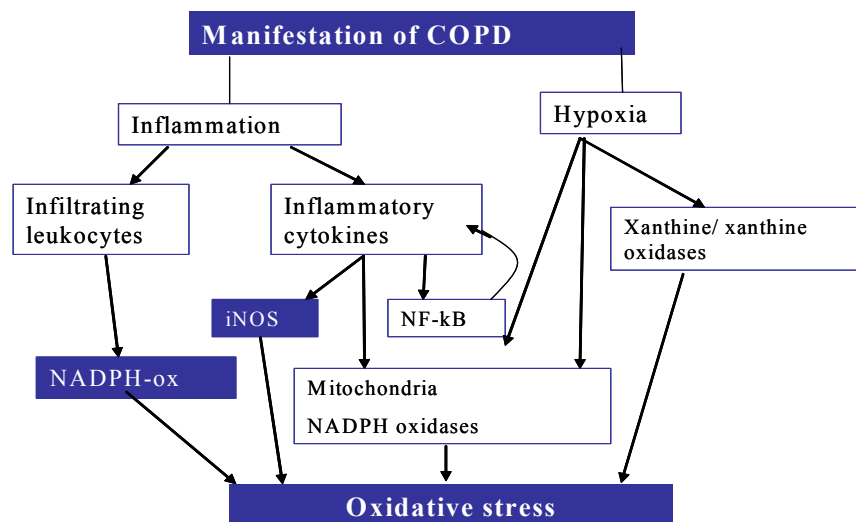 Manifestation of COPD
Inflammation
Hypoxia
Infiltrating
leukocytes
Inflammatory
cytokines
Xanthine/ xanthine
oxidases
iNOS
NF-kB
NADPH-ox
Mitochondria
NADPH oxidases
Oxidative stress